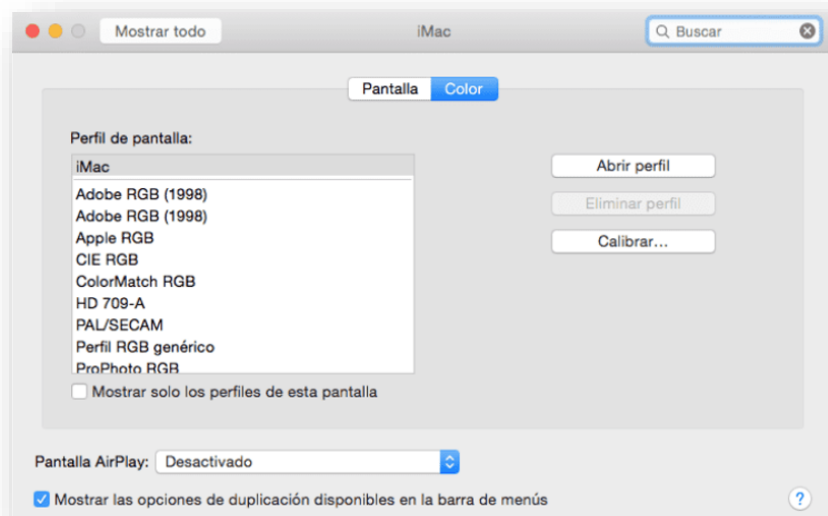 Mostrar todo
iMac
Buscar
Pantalla
Color
Perfil de pantalla:
iMac
Adobe RGB (1998)
Adobe RGB (1998)
Apple RGB
CIE RGB
ColorMatch RGB
HD 709-A
PAL/SECAM
Perfil RGB genérico
ProPhoto RGB
Abrir perfil
Eliminar perfil
Calibrar...
Mostrar solo los perfiles de esta pantalla
Pantalla AirPlay: Desactivado
Mostrar las opciones de duplicación disponibles en la barra de menús
?